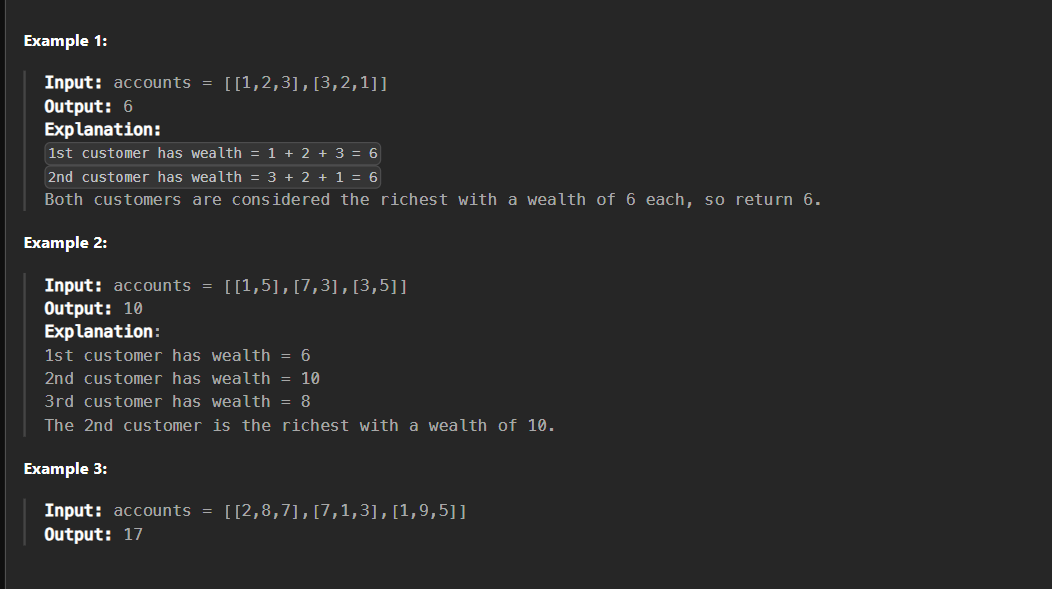 Example 1:
Input: accounts = [[1,2,3],[3,2,1]]
Output: 6
Explanation:
1st customer has wealth = 1 + 2 + 3 = 6
2nd customer has wealth = 3 + 2 + 1 = 6
Both customers are considered the richest with a wealth of 6 each, so return 6.
Example 2:
Input: accounts = [[1,5],[7,3],[3,5]]
Output: 10
Explanation:
1st customer has wealth = 6
2nd customer has wealth = 10
3rd customer has wealth = 8
The 2nd customer is the richest with a wealth of 10.
Example 3:
Input: accounts = [[2,8,7],[7,1,3],[1,9,5]]
Output: 17